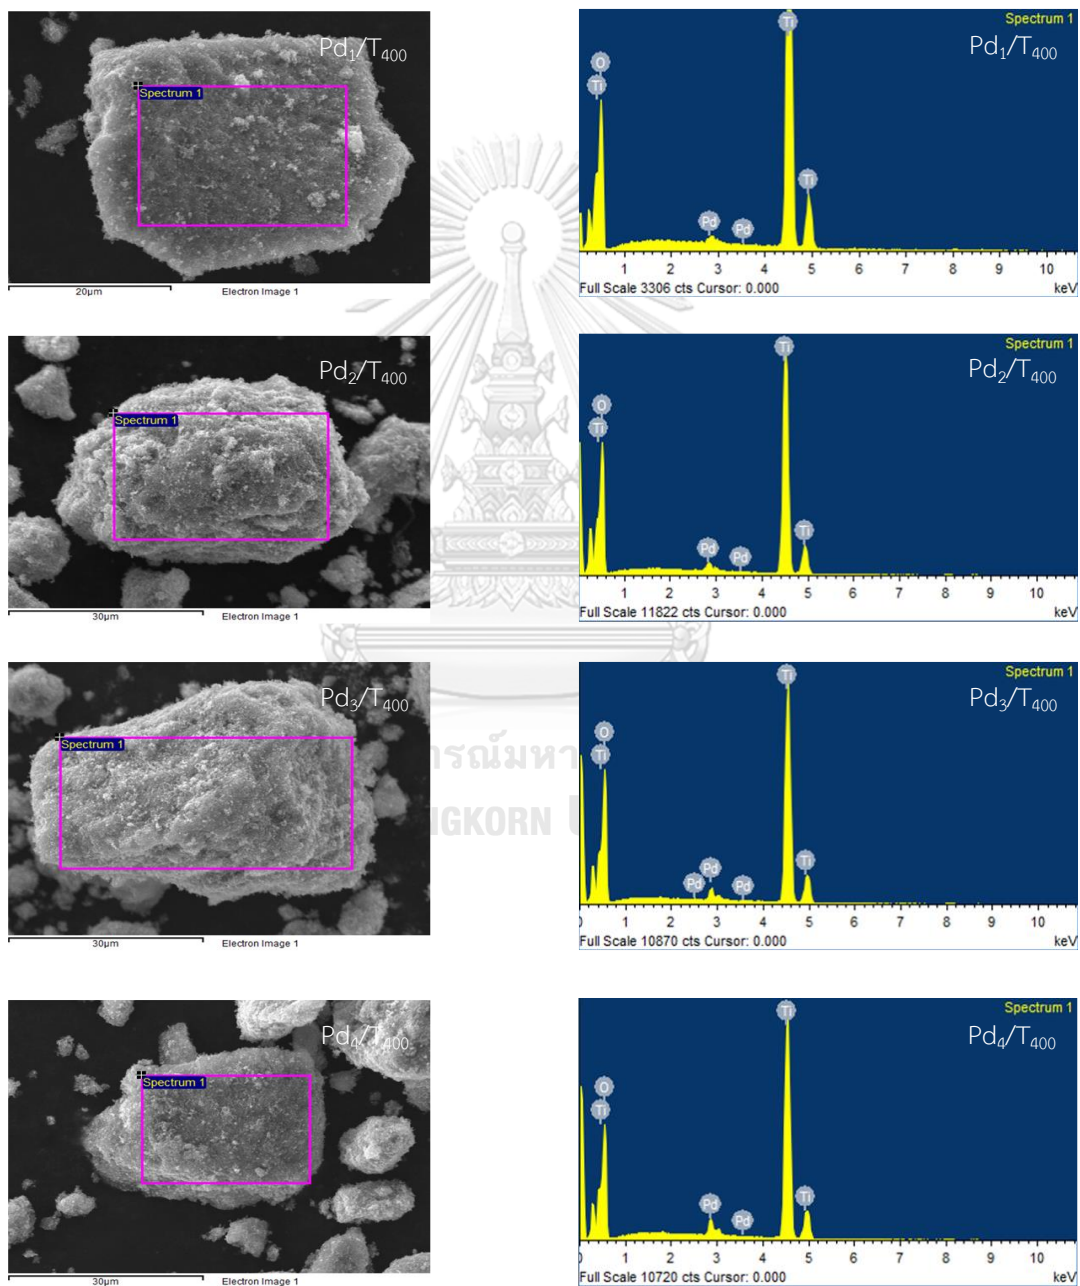 Pd₁/T₄₀₀
Spectrum 1
20µm
Electron Image 1
Spectrum 1
Pd₁/T₄₀₀
Ti
O
Ti
Ti
Pd
Pd
1 2 3 4 5 6 7 8 9 10
Full Scale 3306 cts Cursor: 0.000
keV
Pd₂/T₄₀₀
Spectrum 1
30µm
Electron Image 1
Spectrum 1
Pd₂/T₄₀₀
Ti
O
Ti
Ti
Pd
Pd
1 2 3 4 5 6 7 8 9 10
Full Scale 11822 cts Cursor: 0.000
keV
Pd₃/T₄₀₀
Spectrum 1
30µm
Electron Image 1
Spectrum 1
Pd₃/T₄₀₀
Ti
O
Ti
Pd
Pd
Pd
Ti
0 1 2 3 4 5 6 7 8 9 10
Full Scale 10870 cts Cursor: 0.000
keV
ารณ์มหา
NGKORN
Pd₄/T₄₀₀
Spectrum 1
30µm
Electron Image 1
Spectrum 1
Pd₄/T₄₀₀
Ti
O
Ti
Pd
Pd
Ti
0 1 2 3 4 5 6 7 8 9 10
Full Scale 10720 cts Cursor: 0.000
keV